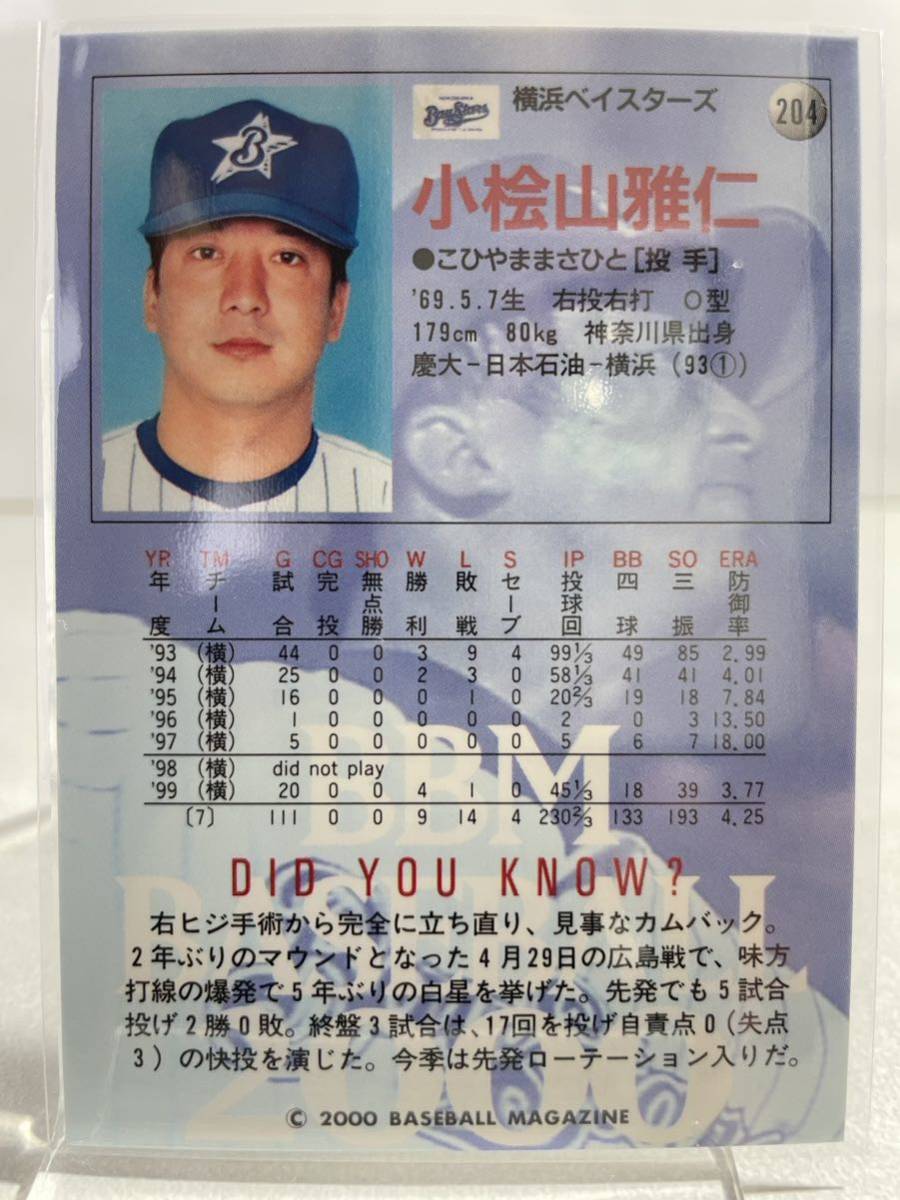 B
BayStars
横浜ベイスターズ
204
小桧山雅仁
●こひやままさひと[投 手]
'69.5.7生 右投右打 O型
179cm 80kg 神奈川県出身
慶大-日本石油-横浜 (93①)
YR TM G CG SHO W L S IP BB SO ERA
年度 チーム 試合 完投 無点勝 勝利 敗戦 セーブ 投球回 四球 三振 防御率
'93 (横) 44 0 0 3 9 4 99⅓ 49 85 2.99
'94 (横) 25 0 0 2 3 0 58⅓ 41 41 4.01
'95 (横) 16 0 0 0 1 0 20⅔ 19 18 7.84
'96 (横) 1 0 0 0 0 0 2 0 3 13.50
'97 (横) 5 0 0 0 0 0 5 6 7 18.00
'98 (横) did not play
'99 (横) 20 0 0 4 1 0 45⅓ 18 39 3.77
〔7〕 111 0 0 9 14 4 230⅔ 133 193 4.25
BBM
BASEBALL
2000
DID YOU KNOW?
右ヒジ手術から完全に立ち直り、見事なカムバック。
2年ぶりのマウンドとなった4月29日の広島戦で、味方
打線の爆発で5年ぶりの白星を挙げた。先発でも5試合
投げ2勝0敗。終盤3試合は、17回を投げ自責点0(失点
3)の快投を演じた。今季は先発ローテーション入りだ。
© 2000 BASEBALL MAGAZINE